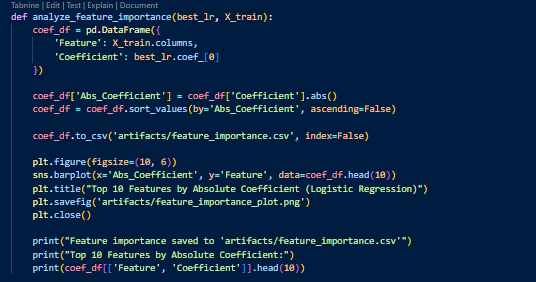 Tabnine | Edit | Test | Explain | Document
def analyze_feature_importance(best_lr, X_train):
    coef_df = pd.DataFrame({
        'Feature': X_train.columns,
        'Coefficient': best_lr.coef_[0]
    })
    coef_df['Abs_Coefficient'] = coef_df['Coefficient'].abs()
    coef_df = coef_df.sort_values(by='Abs_Coefficient', ascending=False)
    coef_df.to_csv('artifacts/feature_importance.csv', index=False)
    plt.figure(figsize=(10, 6))
    sns.barplot(x='Abs_Coefficient', y='Feature', data=coef_df.head(10))
    plt.title("Top 10 Features by Absolute Coefficient (Logistic Regression)")
    plt.savefig('artifacts/feature_importance_plot.png')
    plt.close()
    print("Feature importance saved to 'artifacts/feature_importance.csv'")
    print("Top 10 Features by Absolute Coefficient:")
    print(coef_df[['Feature', 'Coefficient']].head(10))